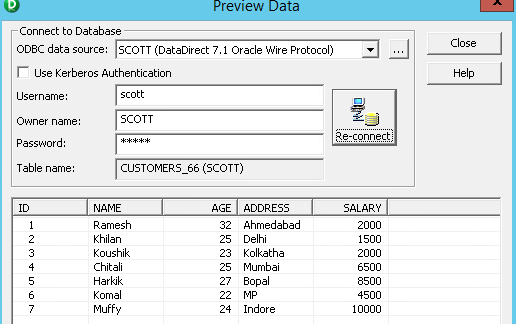 Preview Data
Connect to Database
ODBC data source: SCOTT (DataDirect 7.1 Oracle Wire Protocol) ... Close
Use Kerberos Authentication Help
Username: scott
Owner name: SCOTT
Password: *****
Re-connect
Table name: CUSTOMERS_66 (SCOTT)
ID NAME AGE ADDRESS SALARY
1 Ramesh 32 Ahmedabad 2000
2 Khilan 25 Delhi 1500
3 Koushik 23 Kolkatha 2000
4 Chitali 25 Mumbai 6500
5 Harkik 27 Bopal 8500
6 Komal 22 MP 4500
7 Muffy 24 Indore 10000